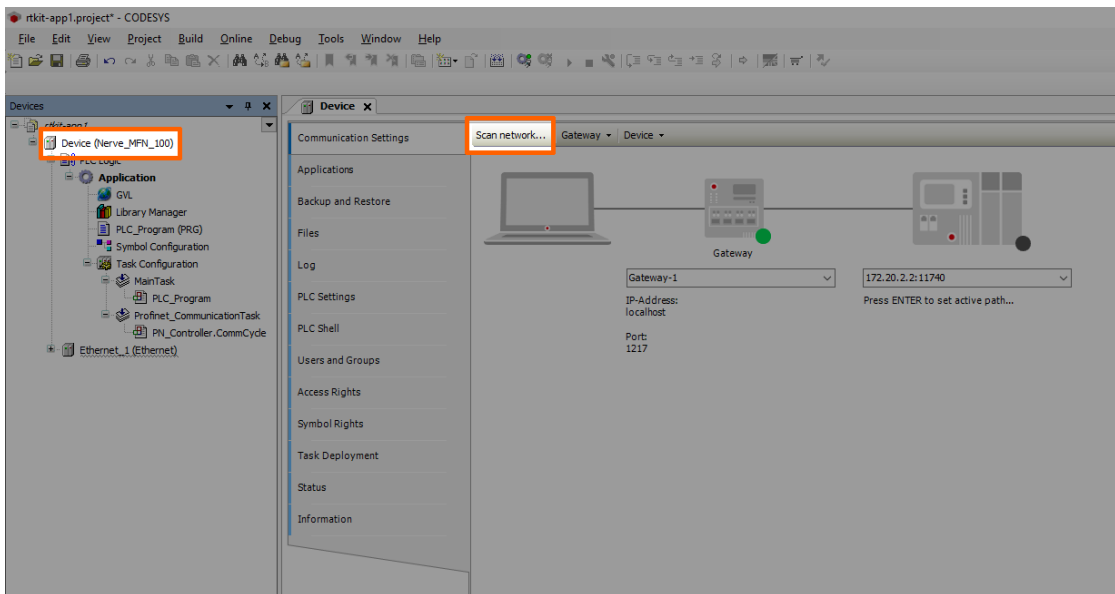 rtkit-app1.project* - CODESYS
File Edit View Project Build Online Debug Tools Window Help
Devices
rtkit-app1
Device (Nerve_MFN_100)
PLC Logic
Application
GVL
Library Manager
PLC_Program (PRG)
Symbol Configuration
Task Configuration
MainTask
PLC_Program
Profinet_CommunicationTask
PN_Controller.CommCycle
Ethernet_1 (Ethernet)
Device
Communication Settings
Applications
Backup and Restore
Files
Log
PLC Settings
PLC Shell
Users and Groups
Access Rights
Symbol Rights
Task Deployment
Status
Information
Scan network... Gateway Device
Gateway
Gateway-1
IP-Address:
localhost
Port:
1217
172.20.2.2:11740
Press ENTER to set active path...